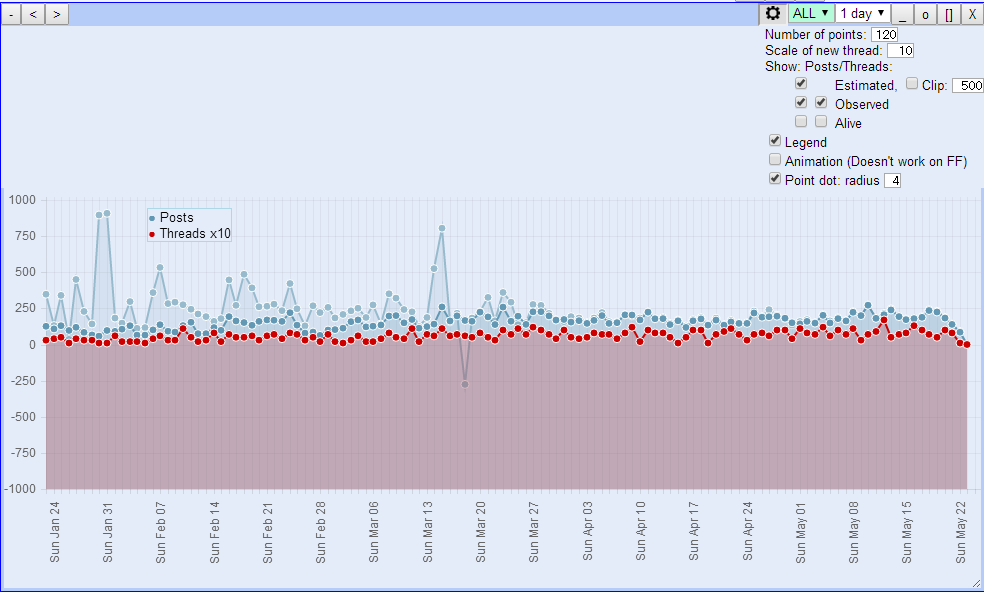 - < > ALL ▼ 1 day ▼ _ o [] X
Number of points: 120
Scale of new thread: 10
Show: Posts/Threads:
Estimated, Clip: 500
Observed
Alive
Legend
Animation (Doesn't work on FF)
Point dot: radius 4
1000
750
500
250
0
-250
-500
-750
-1000
Posts
Threads x10
Sun Jan 24
Sun Jan 31
Sun Feb 07
Sun Feb 14
Sun Feb 21
Sun Feb 28
Sun Mar 06
Sun Mar 13
Sun Mar 20
Sun Mar 27
Sun Apr 03
Sun Apr 10
Sun Apr 17
Sun Apr 24
Sun May 01
Sun May 08
Sun May 15
Sun May 22